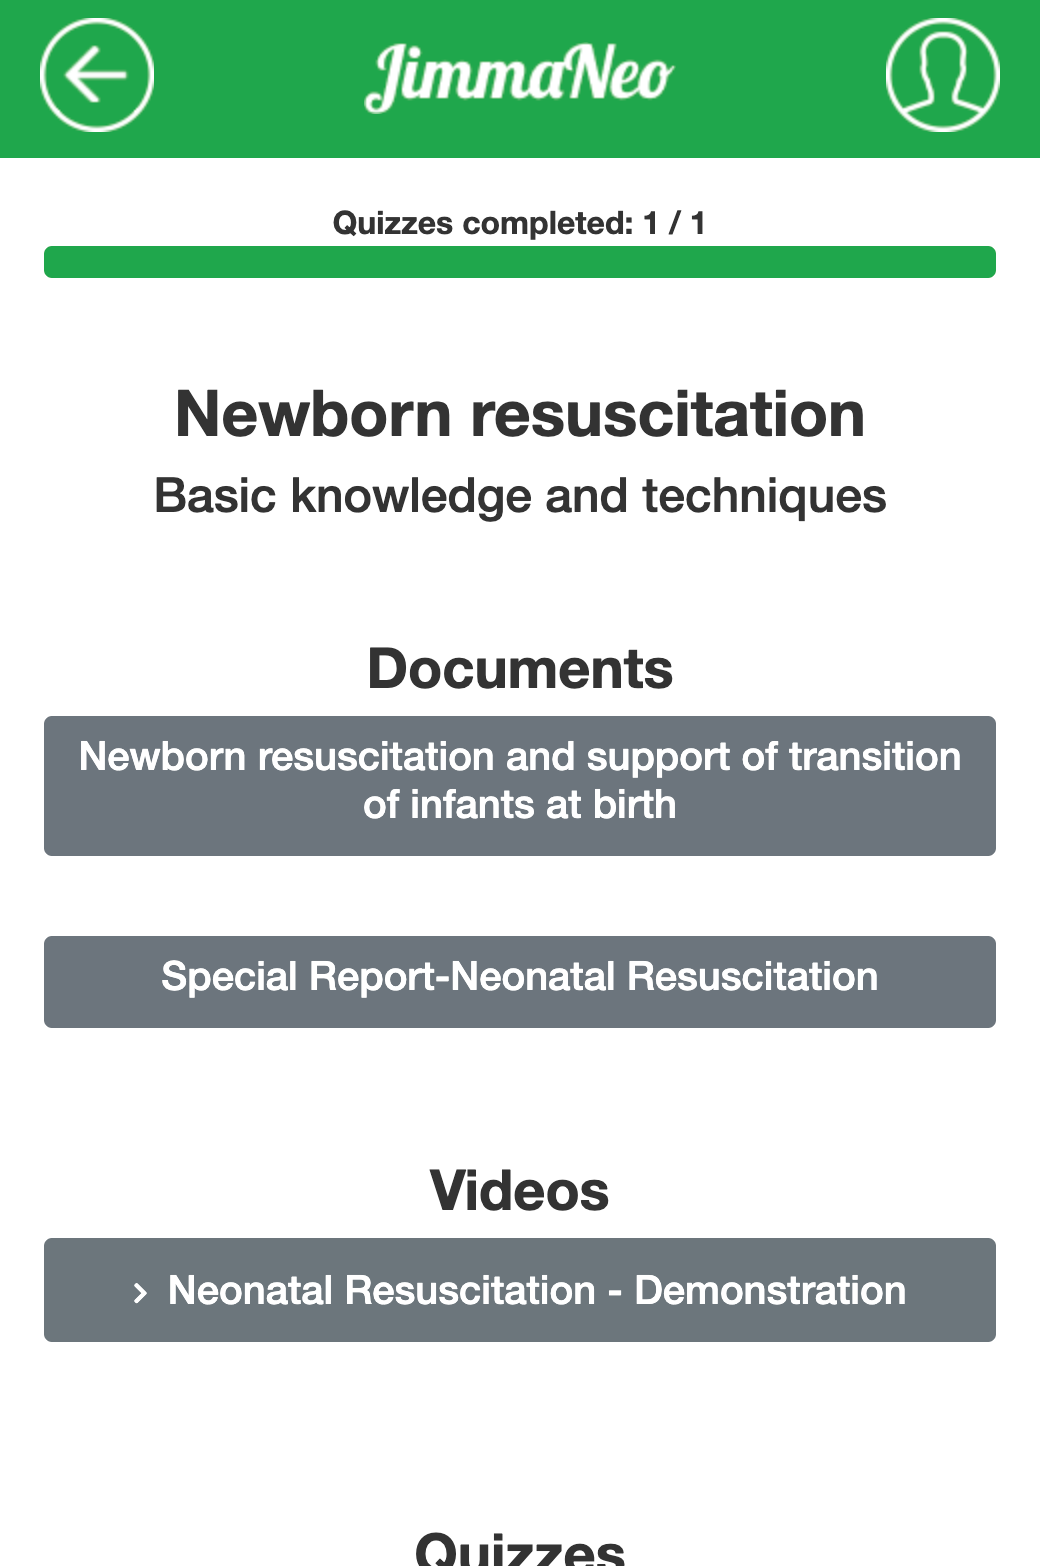 JimmaNeo
Quizzes completed: 1 / 1
Newborn resuscitation
Basic knowledge and techniques
Documents
Newborn resuscitation and support of transition
of infants at birth
Special Report-Neonatal Resuscitation
Videos
Neonatal Resuscitation - Demonstration
Quizzes